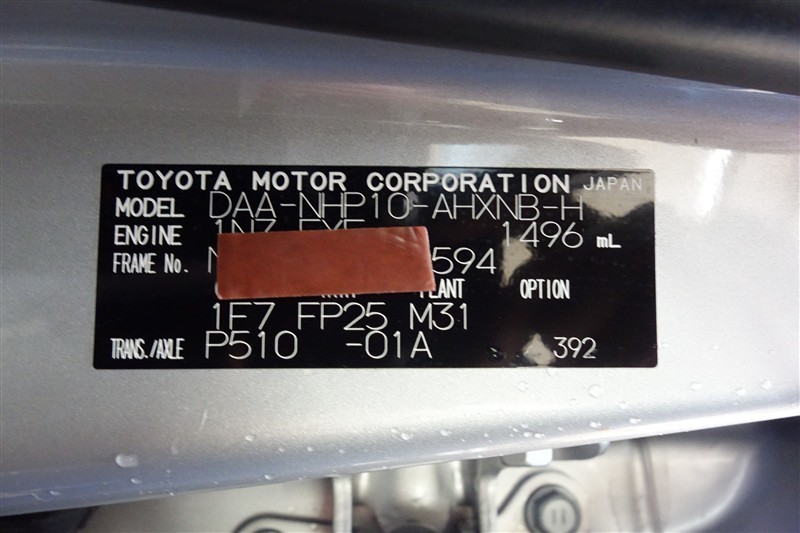 TOYOTA MOTOR CORPORATION JAPAN
MODEL DAA-NHP10-AHXNB-H
ENGINE 1496 mL
FRAME No. 594
PLANT OPTION
1F7 FP25 M31
TRANS./AXLE P510 -01A 392